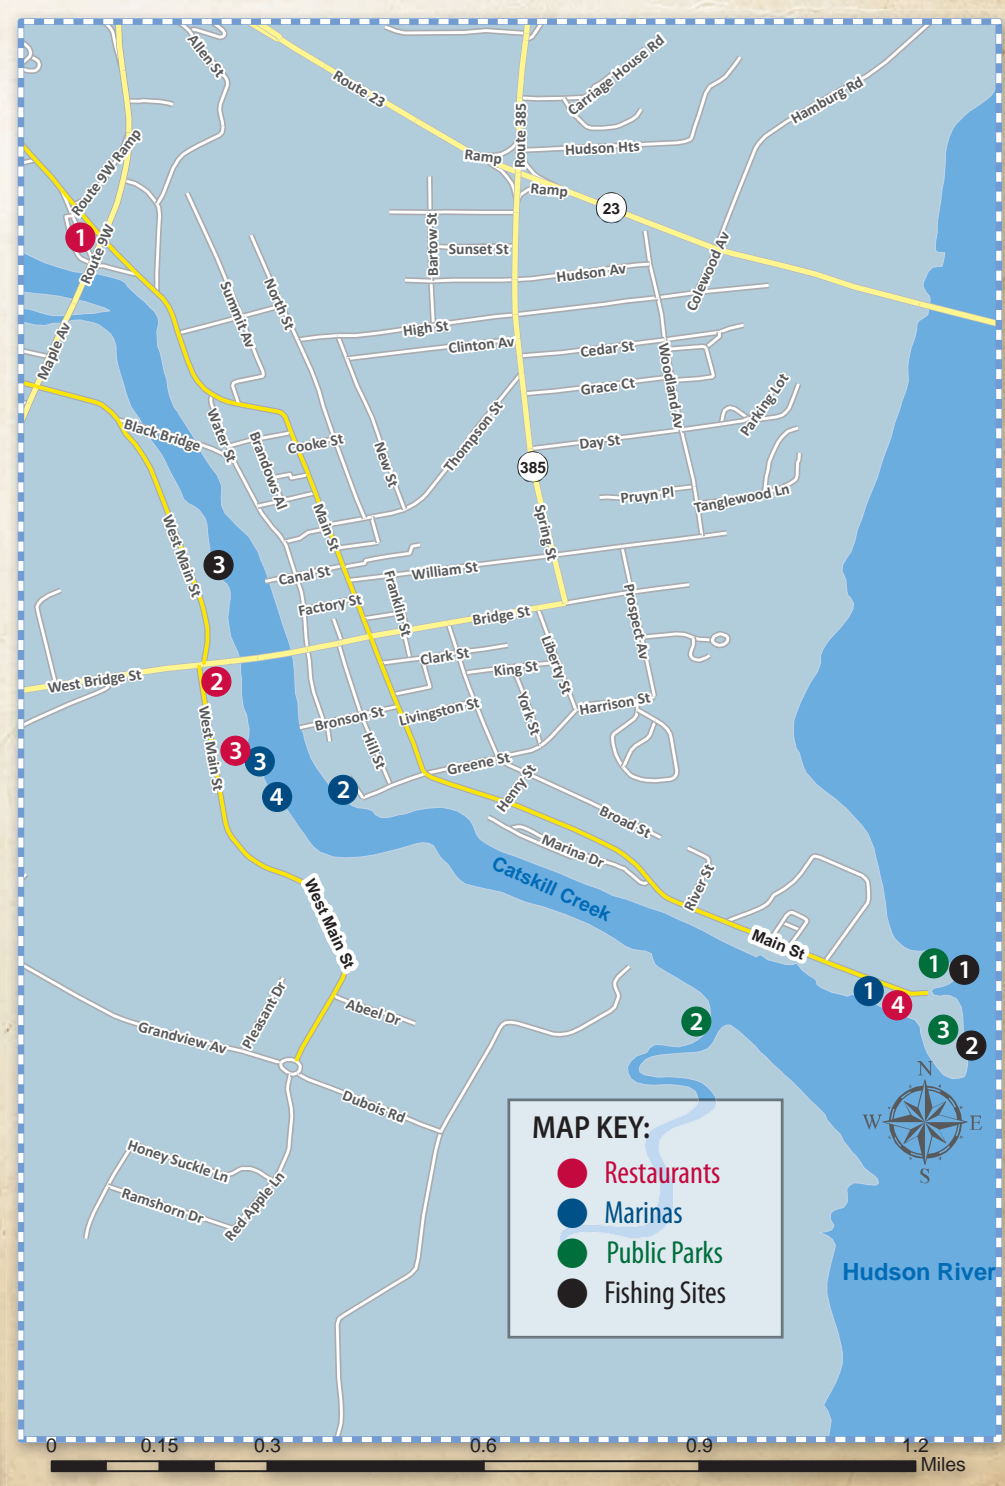 Allen St
Route 23
Route 385
Carriage House Rd
Hamburg Rd
Hudson Hts
Ramp
Ramp
23
Route 9W Ramp
1
Route 9W
Bartow St
Sunset St
Hudson Av
Colewood Av
Summit Av
North St
High St
Clinton Av
Cedar St
Woodland Av
Grace Ct
Maple Av
Parking Lot
Black Bridge
Water St
Brandows Al
Cooke St
New St
Thompson St
Day St
385
Pruyn Pl
Tanglewood Ln
West Main St
Main St
Spring St
3
Canal St
William St
Factory St
Franklin St
Bridge St
Prospect Av
West Bridge St
2
Clark St
King St
Liberty St
West Main St
Bronson St
Livingston St
York St
Harrison St
Hill St
3
3
4
2
Greene St
Henry St
Broad St
Marina Dr
Catskill Creek
River St
West Main St
Main St
1
1
1
4
2
3
2
Pleasant Dr
Abeel Dr
Grandview Av
Dubois Rd
Honey Suckle Ln
Ramshorn Dr
Red Apple Ln
N
W
E
S
MAP KEY:
Restaurants
Marinas
Public Parks
Fishing Sites
Hudson River
0
0.15
0.3
0.6
0.9
1.2
Miles